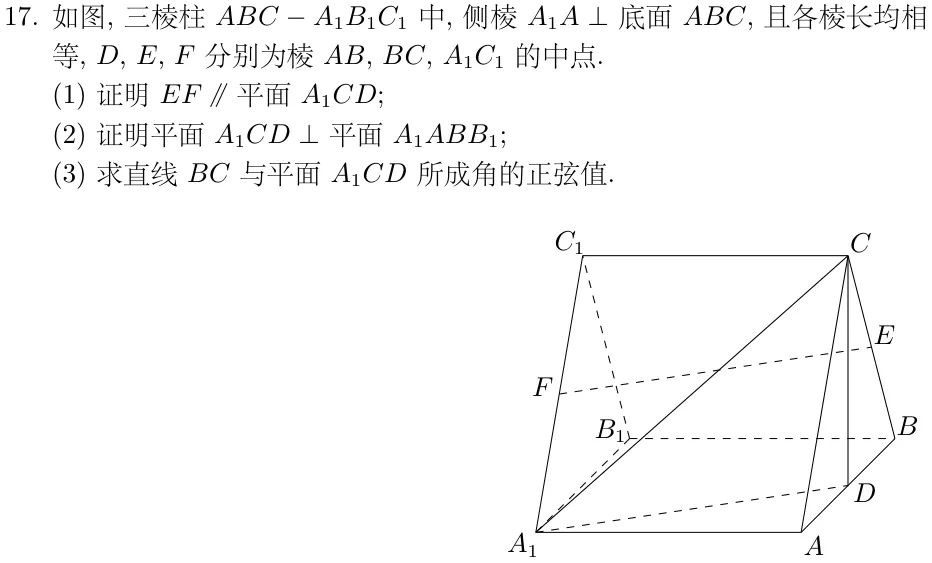 17. 如图, 三棱柱 ABC − A₁B₁C₁ 中, 侧棱 A₁A ⊥ 底面 ABC, 且各棱长均相
等, D, E, F 分别为棱 AB, BC, A₁C₁ 的中点.
(1) 证明 EF ∥ 平面 A₁CD;
(2) 证明平面 A₁CD ⊥ 平面 A₁ABB₁;
(3) 求直线 BC 与平面 A₁CD 所成角的正弦值.
C₁ C
E
F
B₁ B
D
A₁ A